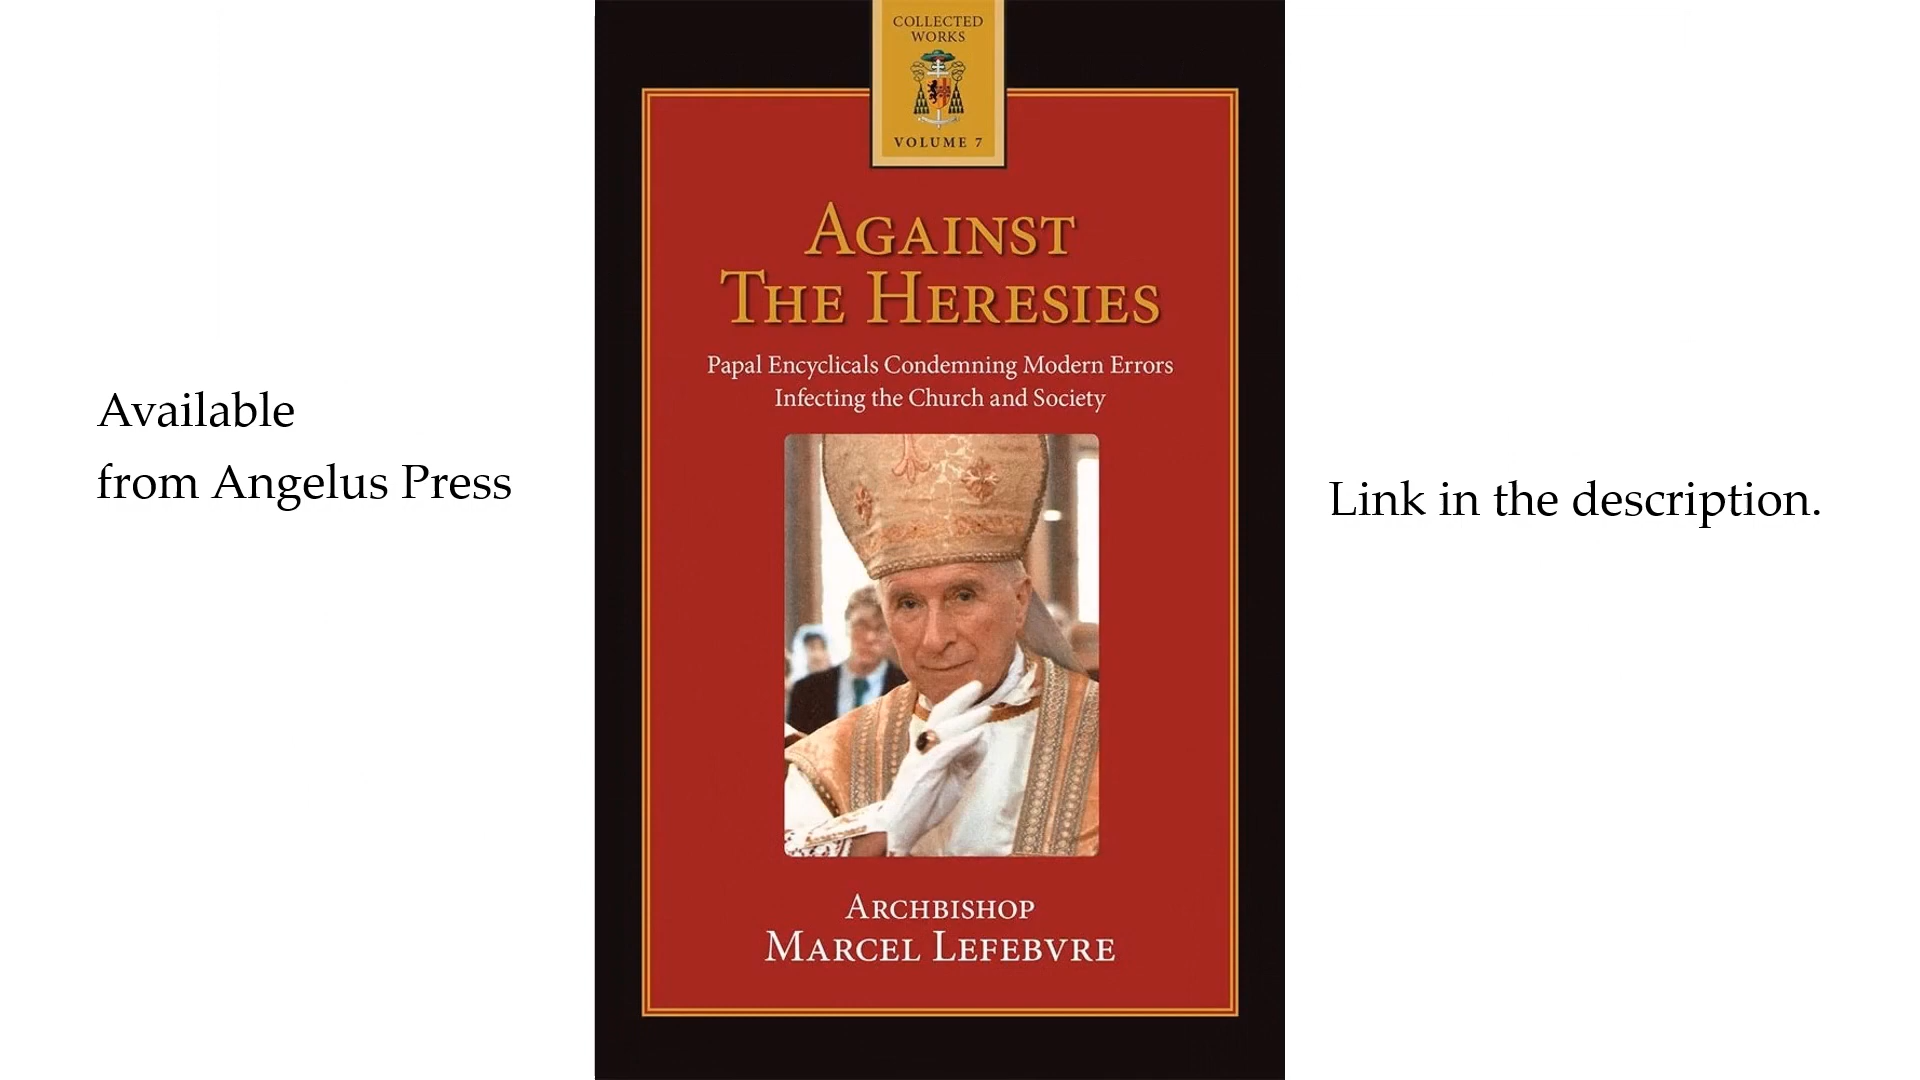 COLLECTED
WORKS
VOLUME 7
AGAINST
THE HERESIES
Papal Encyclicals Condemning Modern Errors
Infecting the Church and Society
ARCHBISHOP
MARCEL LEFEBVRE
Available
from Angelus Press
Link in the description.